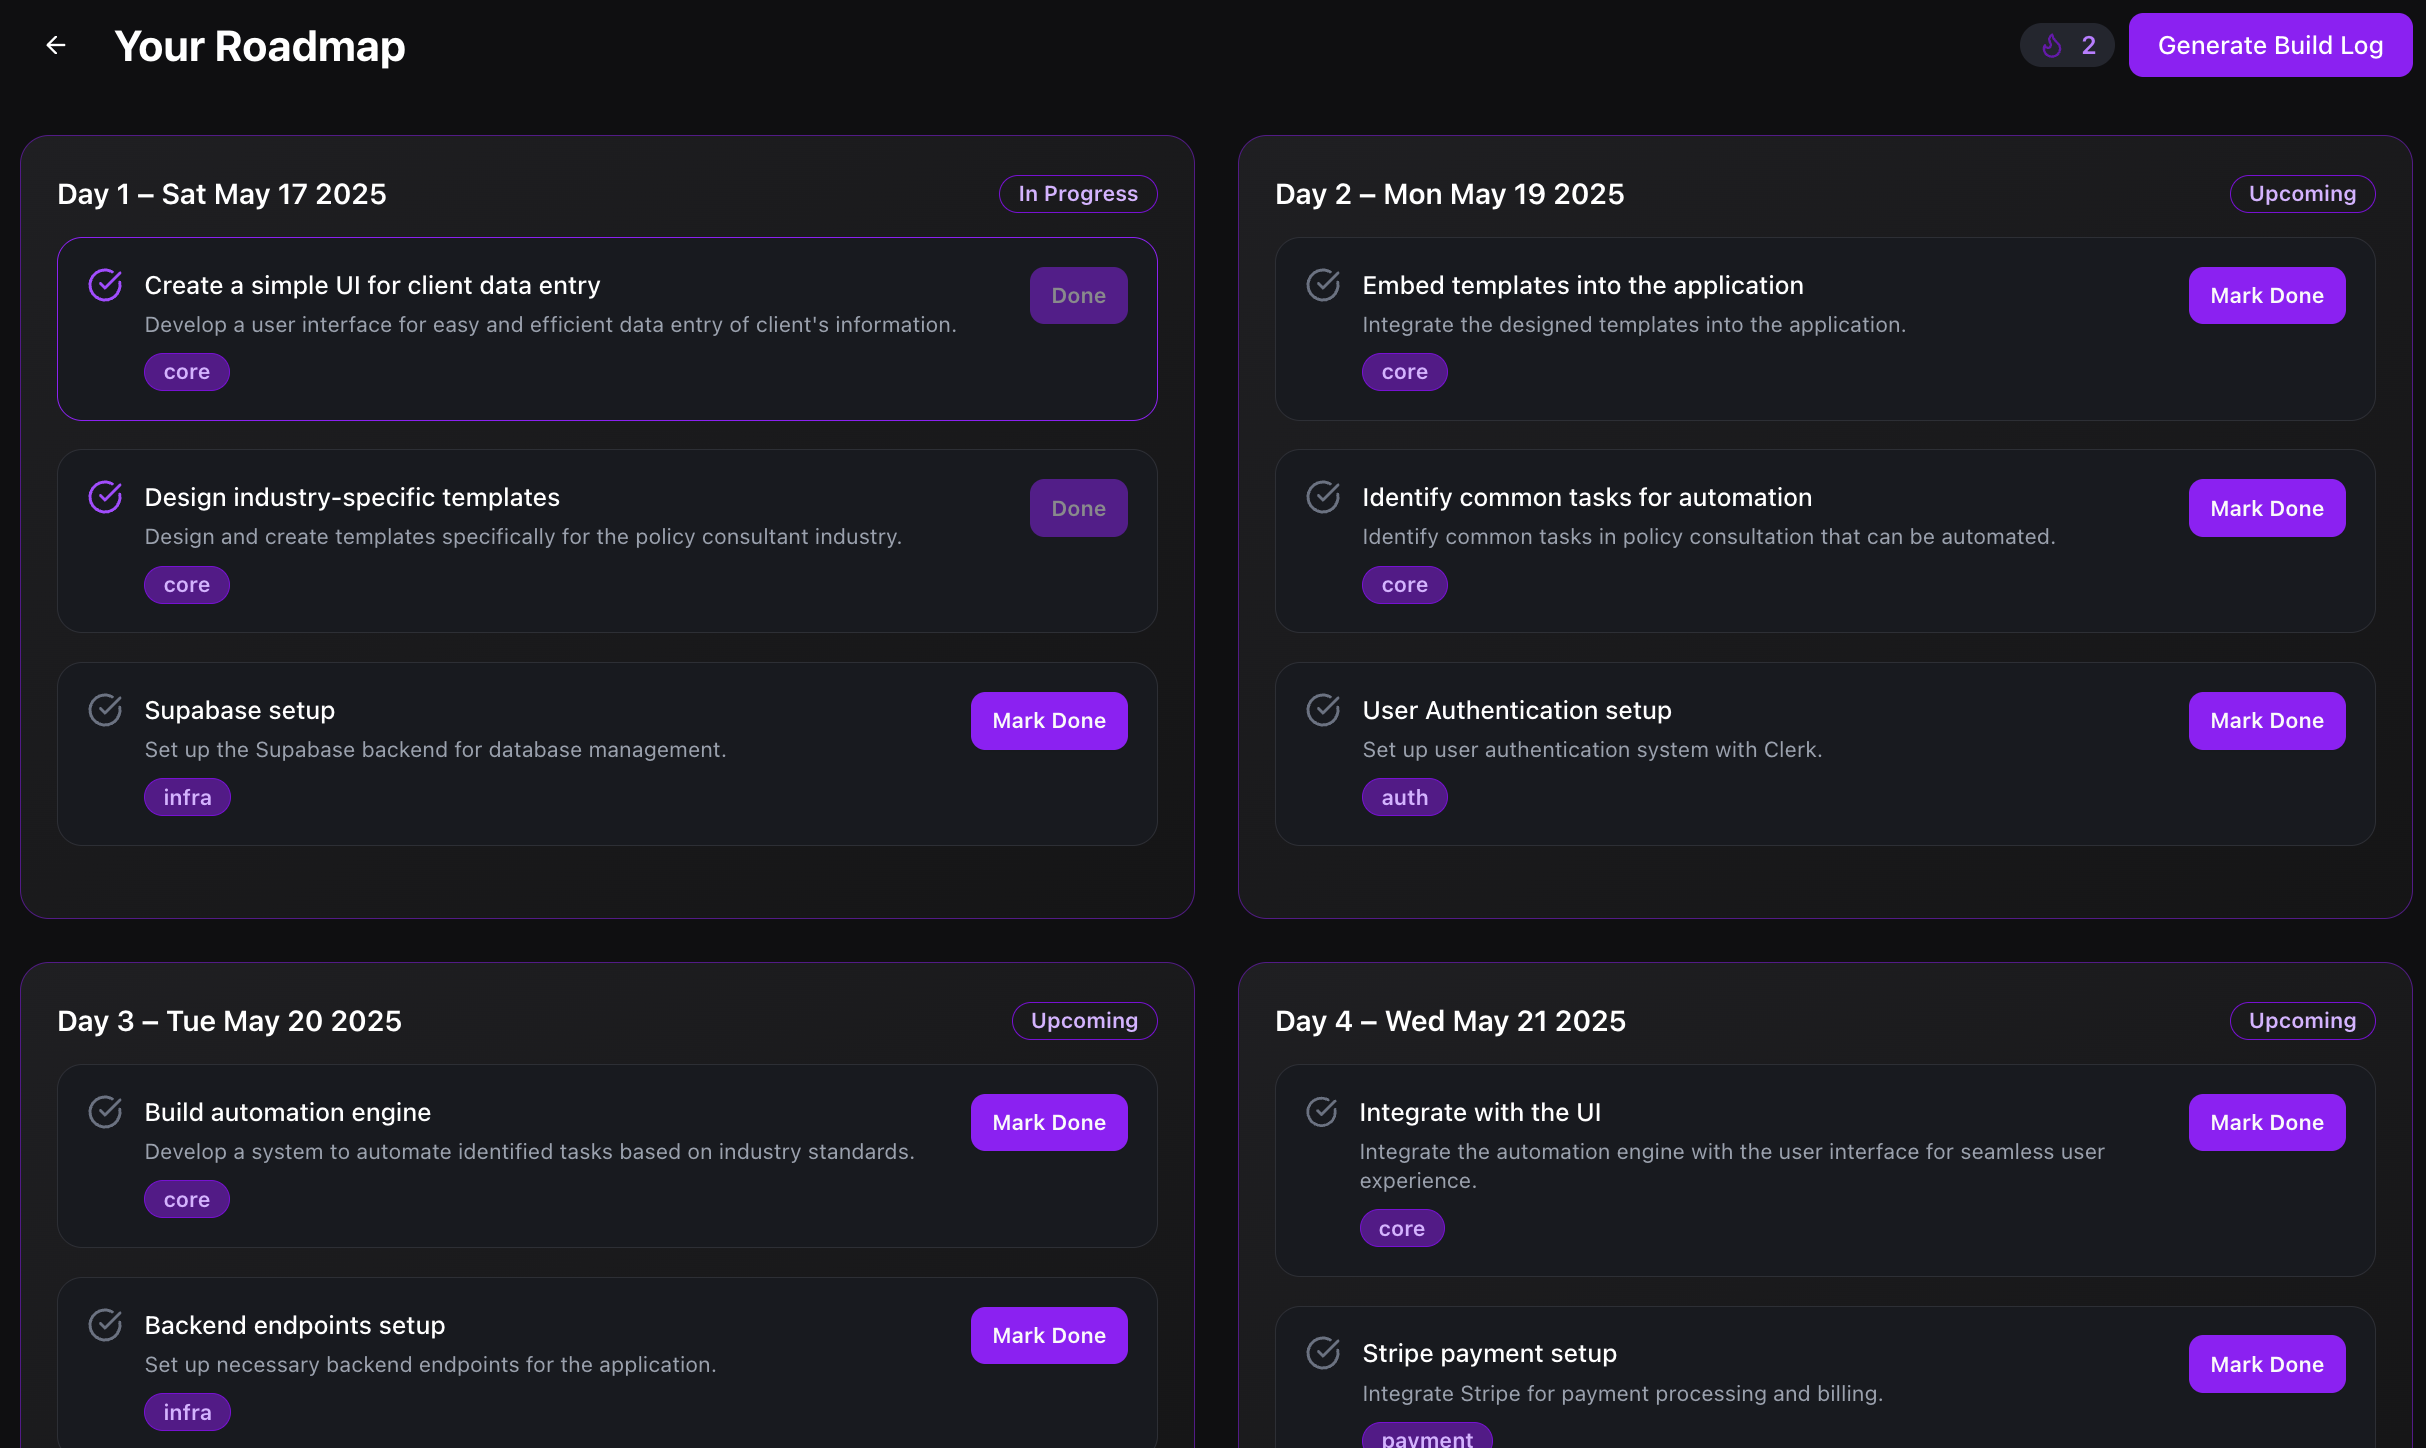 Your Roadmap
2
Generate Build Log
Day 1 – Sat May 17 2025
In Progress
Create a simple UI for client data entry
Done
Develop a user interface for easy and efficient data entry of client's information.
core
Design industry-specific templates
Done
Design and create templates specifically for the policy consultant industry.
core
Supabase setup
Mark Done
Set up the Supabase backend for database management.
infra
Day 2 – Mon May 19 2025
Upcoming
Embed templates into the application
Mark Done
Integrate the designed templates into the application.
core
Identify common tasks for automation
Mark Done
Identify common tasks in policy consultation that can be automated.
core
User Authentication setup
Mark Done
Set up user authentication system with Clerk.
auth
Day 3 – Tue May 20 2025
Upcoming
Build automation engine
Mark Done
Develop a system to automate identified tasks based on industry standards.
core
Backend endpoints setup
Mark Done
Set up necessary backend endpoints for the application.
infra
Day 4 – Wed May 21 2025
Upcoming
Integrate with the UI
Mark Done
Integrate the automation engine with the user interface for seamless user
experience.
core
Stripe payment setup
Mark Done
Integrate Stripe for payment processing and billing.
payment